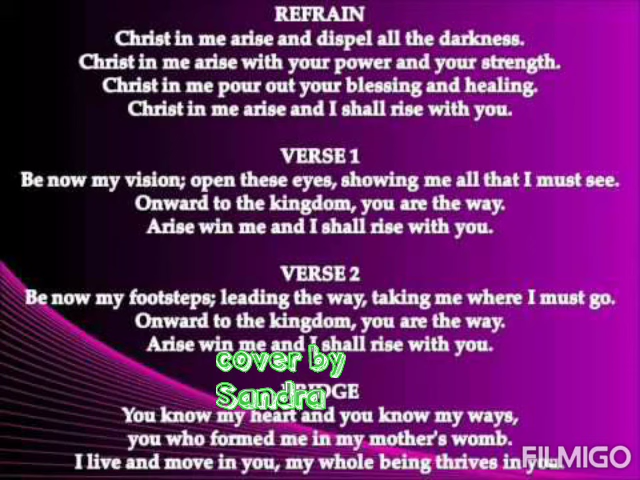 REFRAIN
Christ in me arise and dispel all the darkness.
Christ in me arise with your power and your strength.
Christ in me pour out your blessing and healing.
Christ in me arise and I shall rise with you.
VERSE 1
Be now my vision; open these eyes, showing me all that I must see.
Onward to the kingdom, you are the way.
Arise win me and I shall rise with you.
VERSE 2
Be now my footsteps; leading the way, taking me where I must go.
Onward to the kingdom, you are the way.
Arise win me and I shall rise with you.
cover by
Sandra
BRIDGE
You know my heart and you know my ways,
you who formed me in my mother's womb.
I live and move in you, my whole being thrives in you.
FILMIGO